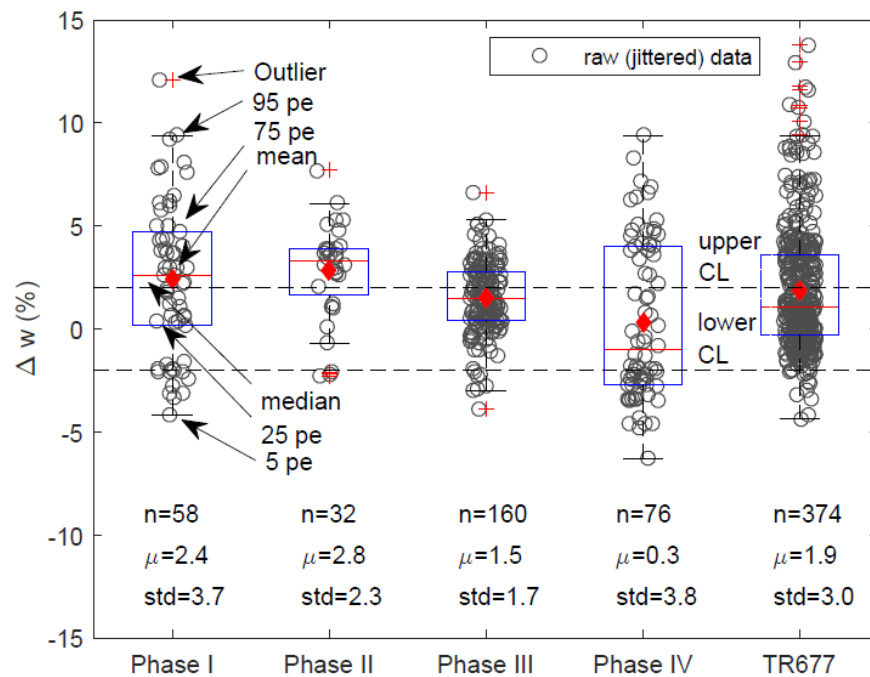 15
10
5
0
-5
-10
-15
Δ w (%)
raw (jittered) data
Outlier
95 pe
75 pe
mean
upper
CL
lower
CL
median
25 pe
5 pe
n=58
n=32
n=160
n=76
n=374
μ=2.4
μ=2.8
μ=1.5
μ=0.3
μ=1.9
std=3.7
std=2.3
std=1.7
std=3.8
std=3.0
Phase I
Phase II
Phase III
Phase IV
TR677